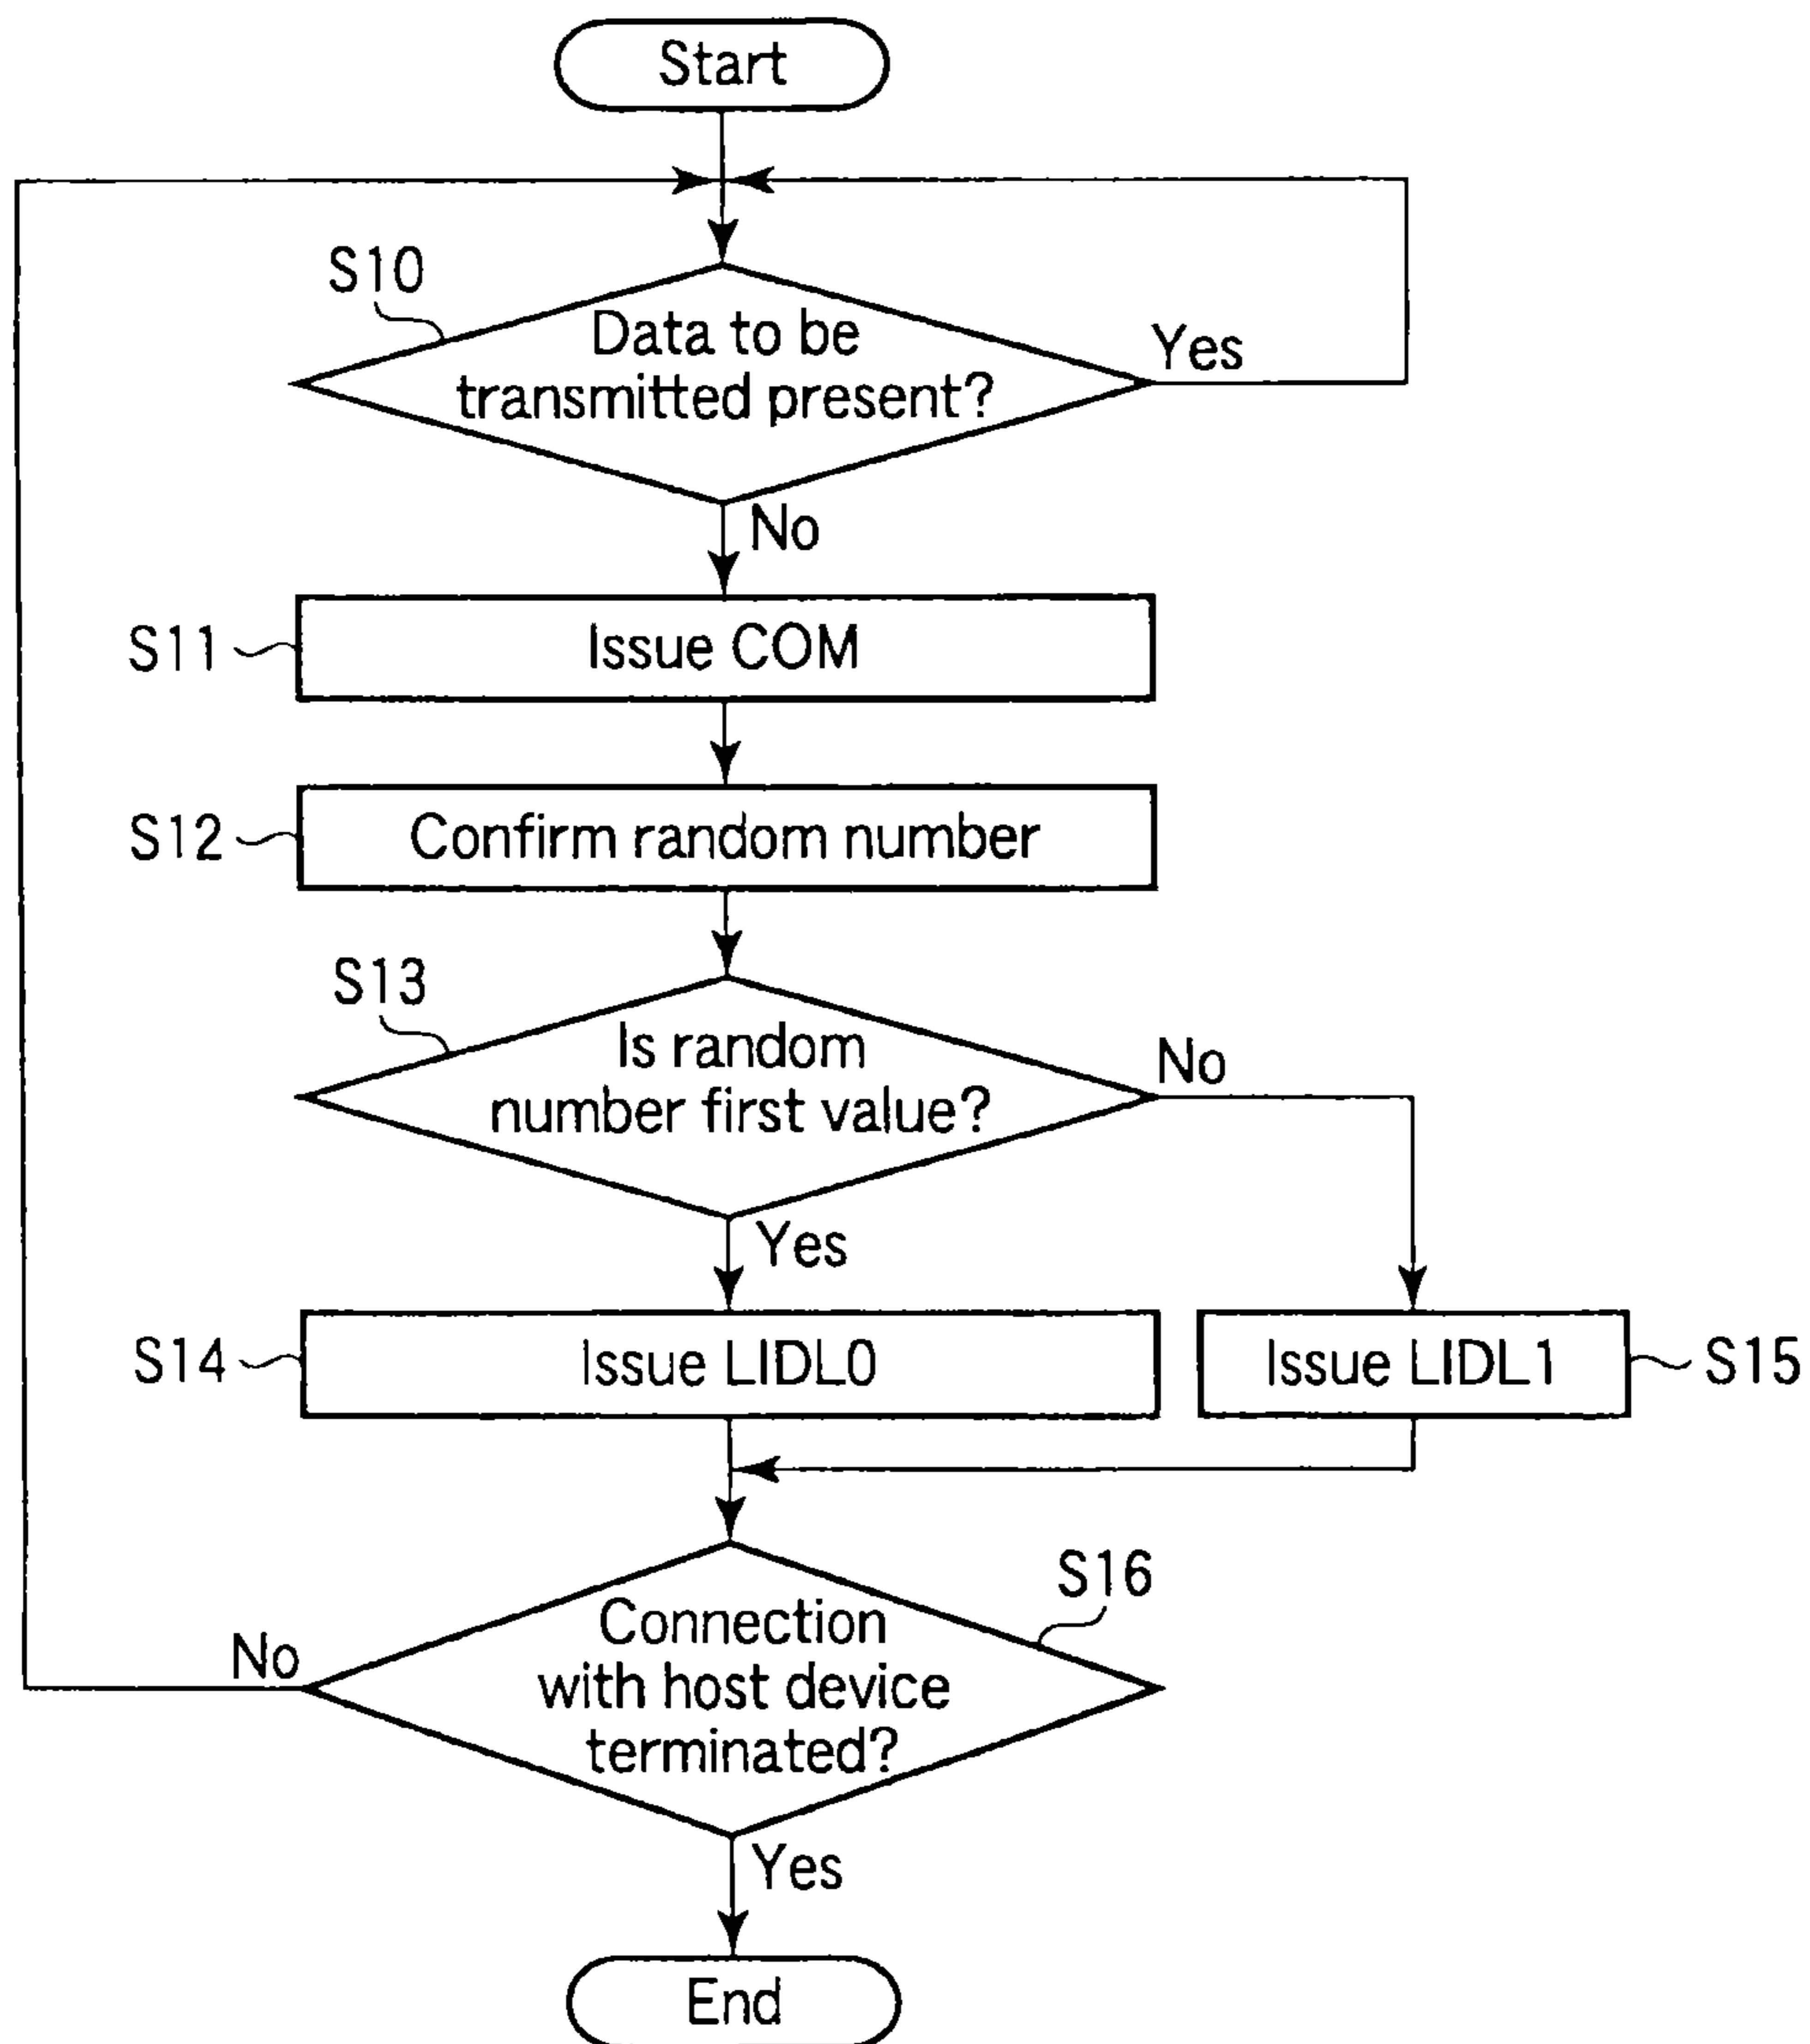 Start
S10
Data to be
transmitted present?
Yes
No
S11
Issue COM
S12
Confirm random number
S13
Is random
number first value?
No
Yes
S14
Issue LIDL0
Issue LIDL1
S15
S16
Connection
with host device
terminated?
No
Yes
End